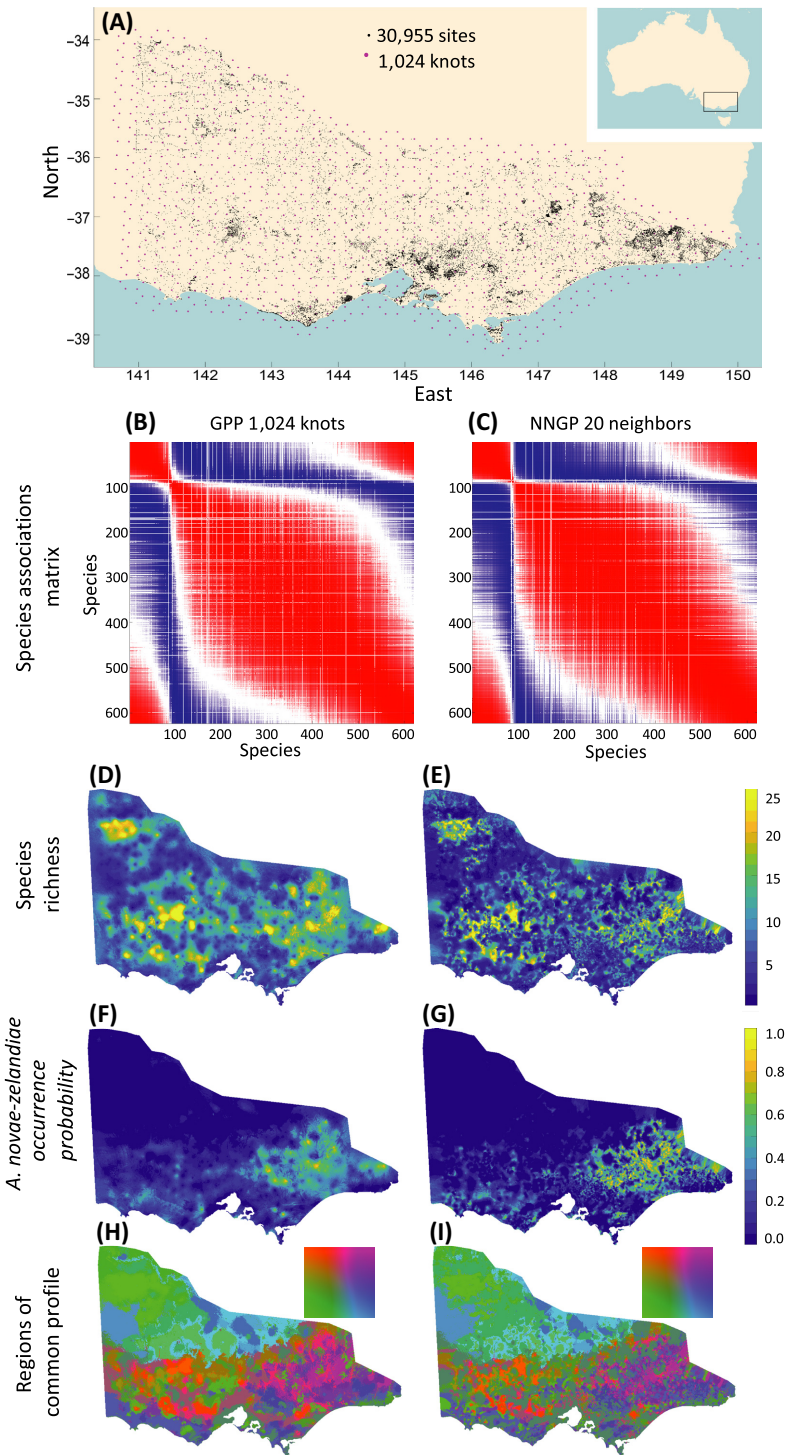 (A)
30,955 sites
1,024 knots
−34
−35
−36
−37
−38
−39
North
141 142 143 144 145 146 147 148 149 150
East
(B) GPP 1,024 knots
(C) NNGP 20 neighbors
Species associations
matrix
Species
100
200
300
400
500
600
100 200 300 400 500 600
Species
100
200
300
400
500
600
100 200 300 400 500 600
Species
(D)
(E)
Species
richness
25
20
15
10
5
(F)
(G)
A. novae-zelandiae
occurrence
probability
1.0
0.8
0.6
0.4
0.2
0.0
(H)
(I)
Regions of
common profile